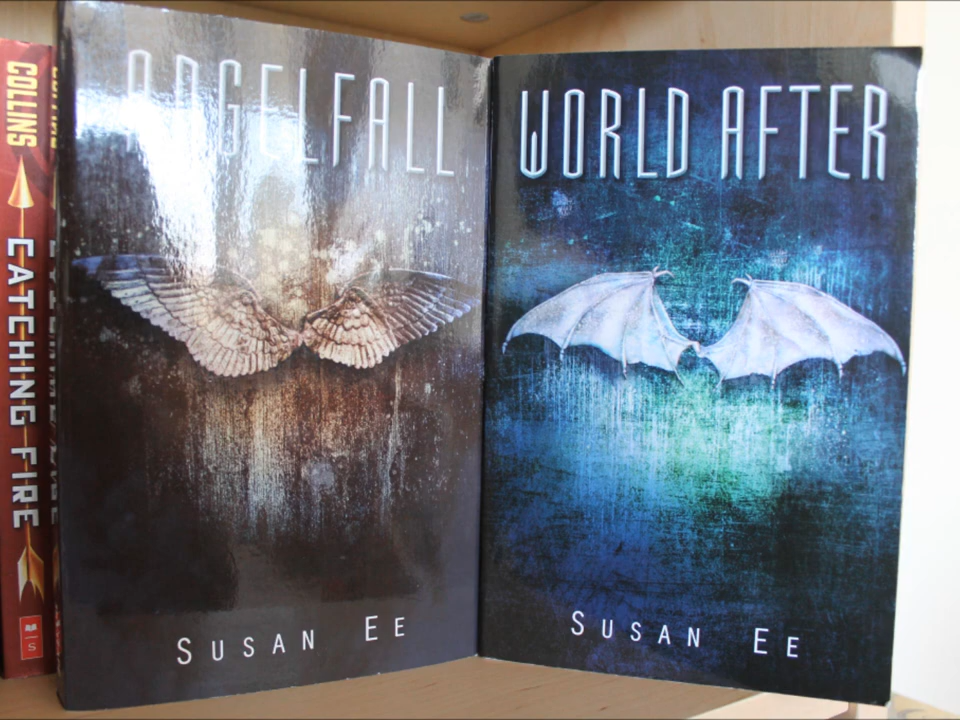 COLLINS
CATCHING FIRE
S
ANGELFALL
SUSAN EE
WORLD AFTER
SUSAN EE